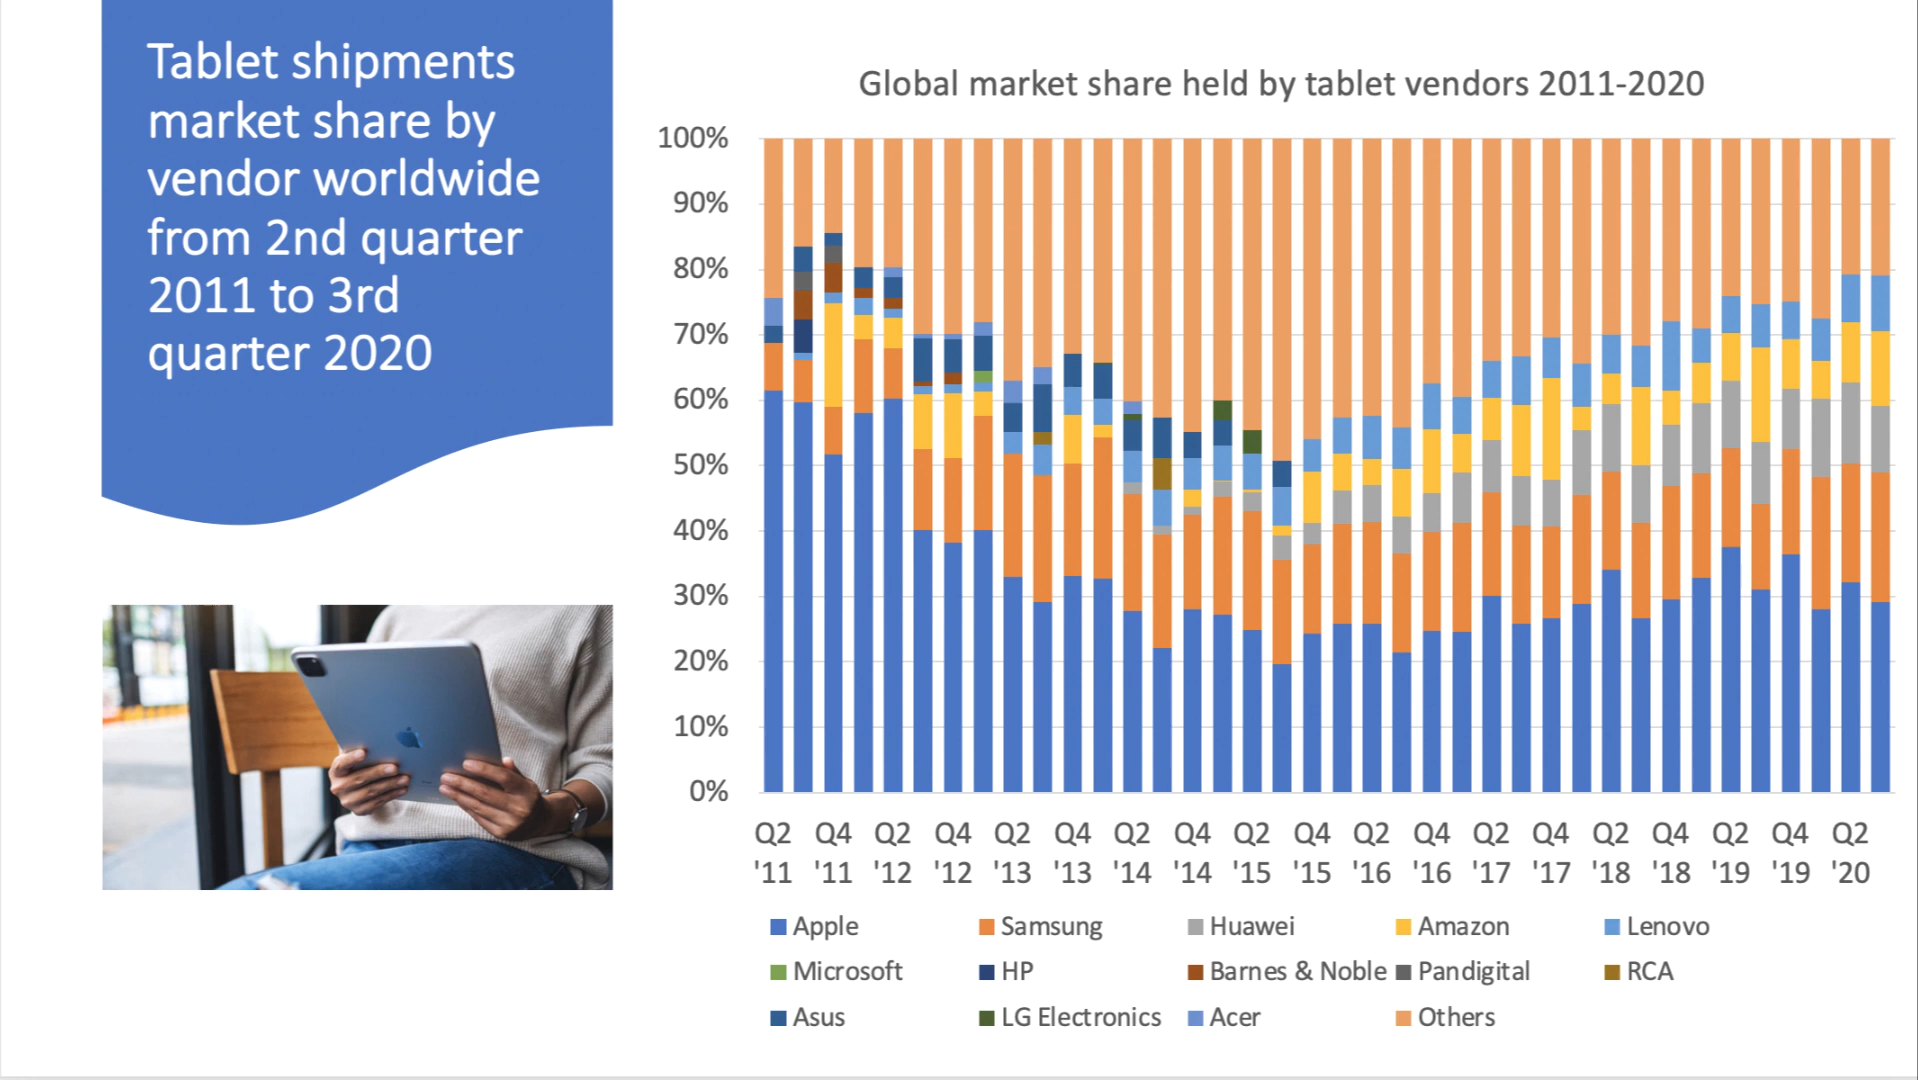 Tablet shipments
market share by
vendor worldwide
from 2nd quarter
2011 to 3rd
quarter 2020
Global market share held by tablet vendors 2011-2020
100%
90%
80%
70%
60%
50%
40%
30%
20%
10%
0%
Q2 Q4 Q2 Q4 Q2 Q4 Q2 Q4 Q2 Q4 Q2 Q4 Q2 Q4 Q2 Q4 Q2 Q4 Q2
'11 '11 '12 '12 '13 '13 '14 '14 '15 '15 '16 '16 '17 '17 '18 '18 '19 '19 '20
Apple Samsung Huawei Amazon Lenovo
Microsoft HP Barnes & Noble Pandigital RCA
Asus LG Electronics Acer Others